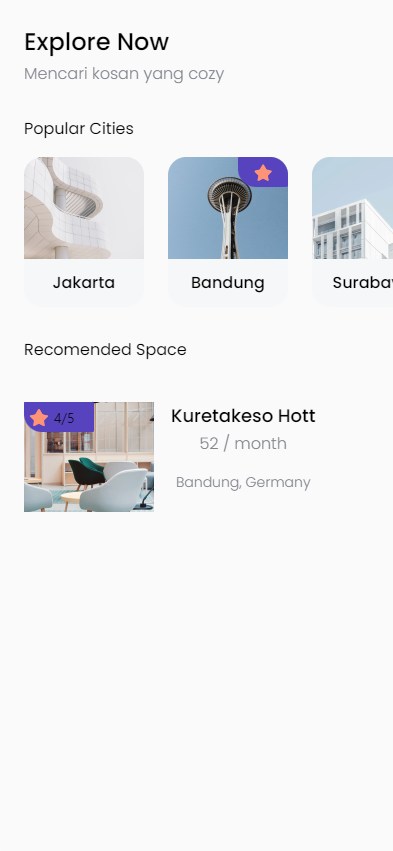 Explore Now
Mencari kosan yang cozy
Popular Cities
Jakarta
Bandung
Surabay
Recomended Space
4/5
Kuretakeso Hott
52 / month
Bandung, Germany